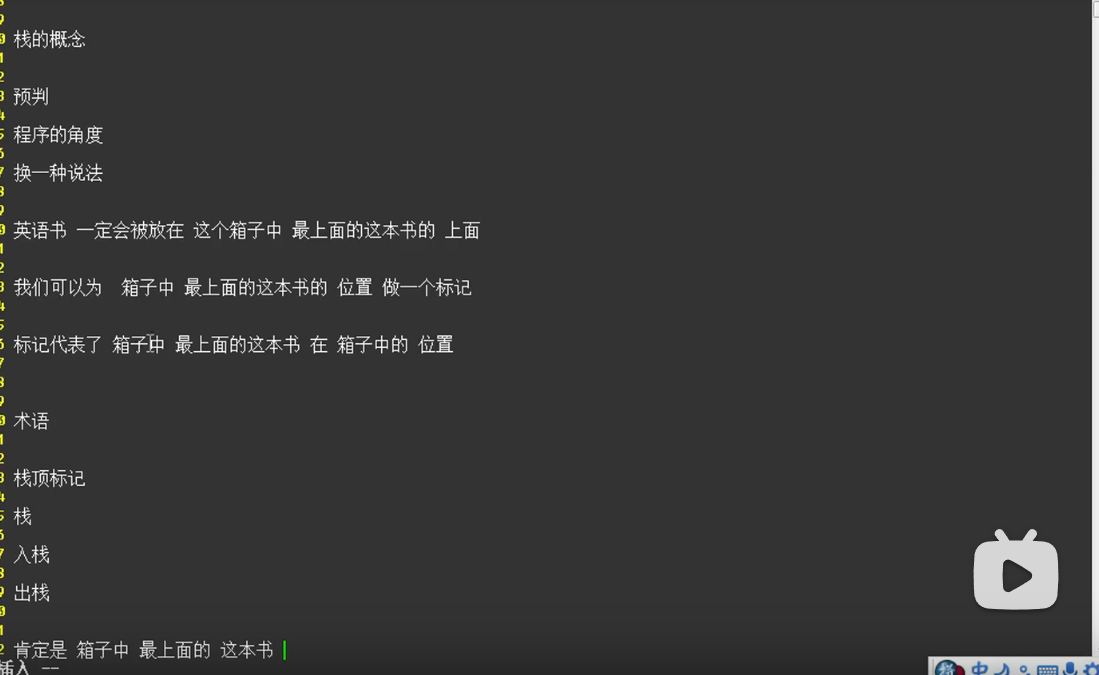 栈的概念
预判
程序的角度
换一种说法
英语书 一定会被放在 这个箱子中 最上面的这本书的 上面
我们可以为 箱子中 最上面的这本书的 位置 做一个标记
标记代表了 箱子中 最上面的这本书 在 箱子中的 位置
术语
栈顶标记
栈
入栈
出栈
肯定是 箱子中 最上面的 这本书
插入 --
中